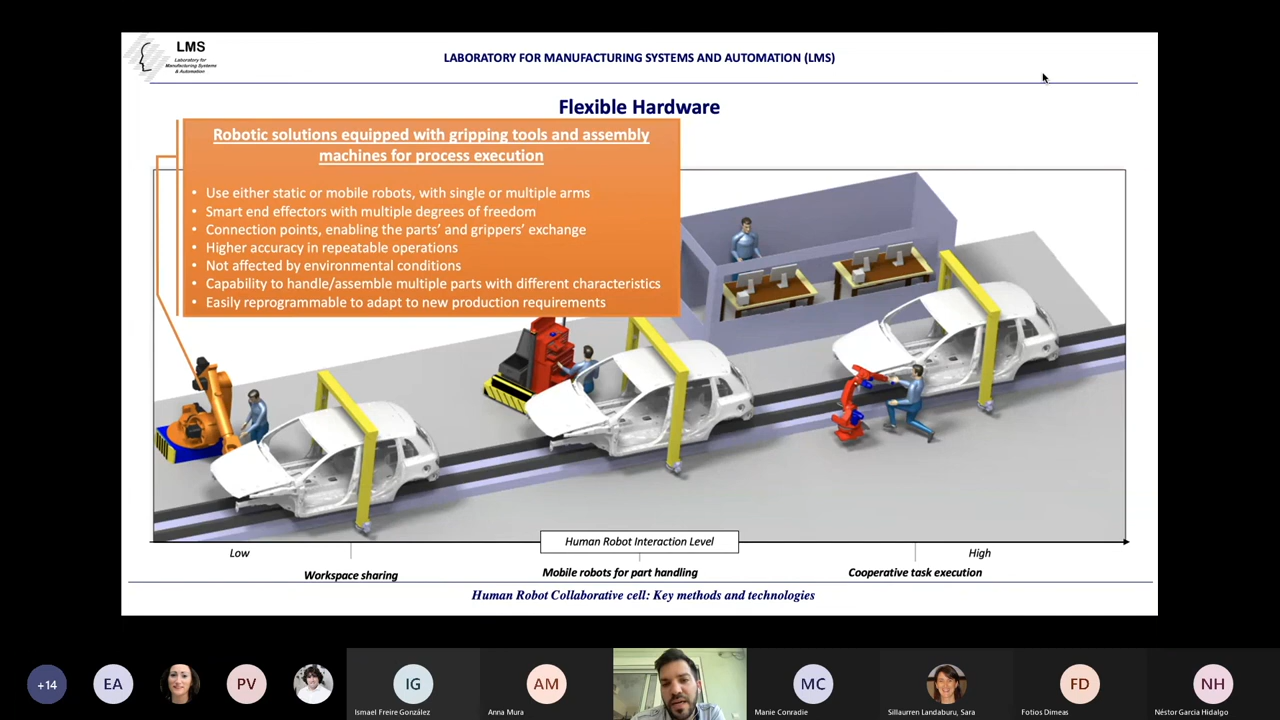 LMS
Laboratory for
Manufacturing Systems
& Automation
LABORATORY FOR MANUFACTURING SYSTEMS AND AUTOMATION (LMS)
Flexible Hardware
Robotic solutions equipped with gripping tools and assembly
machines for process execution
• Use either static or mobile robots, with single or multiple arms
• Smart end effectors with multiple degrees of freedom
• Connection points, enabling the parts’ and grippers’ exchange
• Higher accuracy in repeatable operations
• Not affected by environmental conditions
• Capability to handle/assemble multiple parts with different characteristics
• Easily reprogrammable to adapt to new production requirements
Human Robot Interaction Level
Low
High
Workspace sharing
Mobile robots for part handling
Cooperative task execution
Human Robot Collaborative cell: Key methods and technologies
+14
EA
PV
IG
AM
MC
FD
NH
Ismael Freire González
Anna Mura
Manie Conradie
Sillaurren Landaburu, Sara
Fotios Dimeas
Néstor Garcia Hidalgo